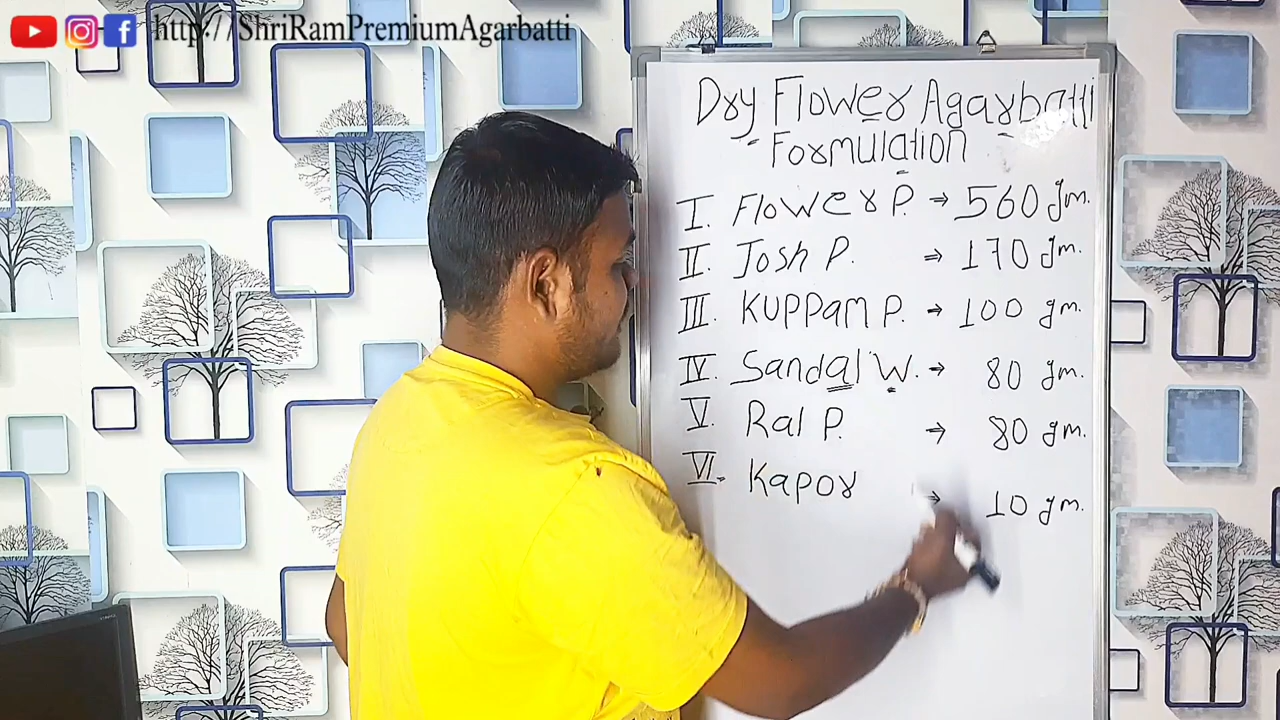 http://ShriRamPremiumAgarbatti
Dry Flower Agarbatti
Formulation
I. Flower P. → 560 gm.
II. Josh P. ⇒ 170 gm.
III. Kuppam P. → 100 gm.
IV. Sandal W. → 80 gm.
V. Ral P. → 80 gm.
VI. Kapor → 10 gm.